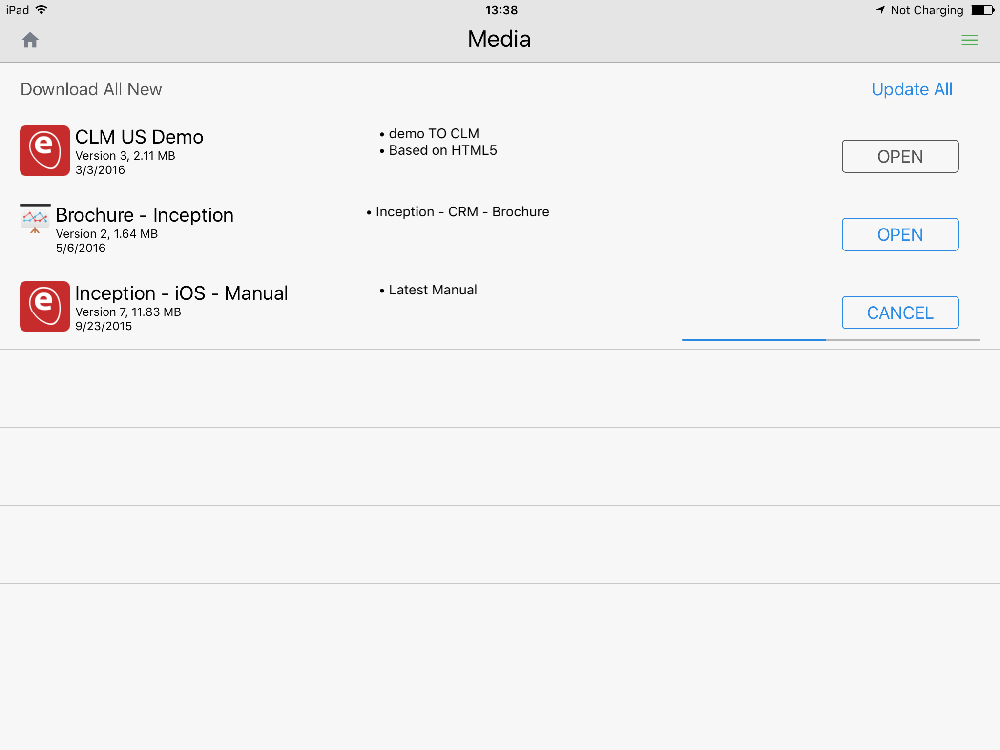 iPad 13:38 Not Charging
Media
Download All New Update All
CLM US Demo
Version 3, 2.11 MB
3/3/2016
• demo TO CLM
• Based on HTML5
OPEN
Brochure - Inception
Version 2, 1.64 MB
5/6/2016
• Inception - CRM - Brochure
OPEN
Inception - iOS - Manual
Version 7, 11.83 MB
9/23/2015
• Latest Manual
CANCEL